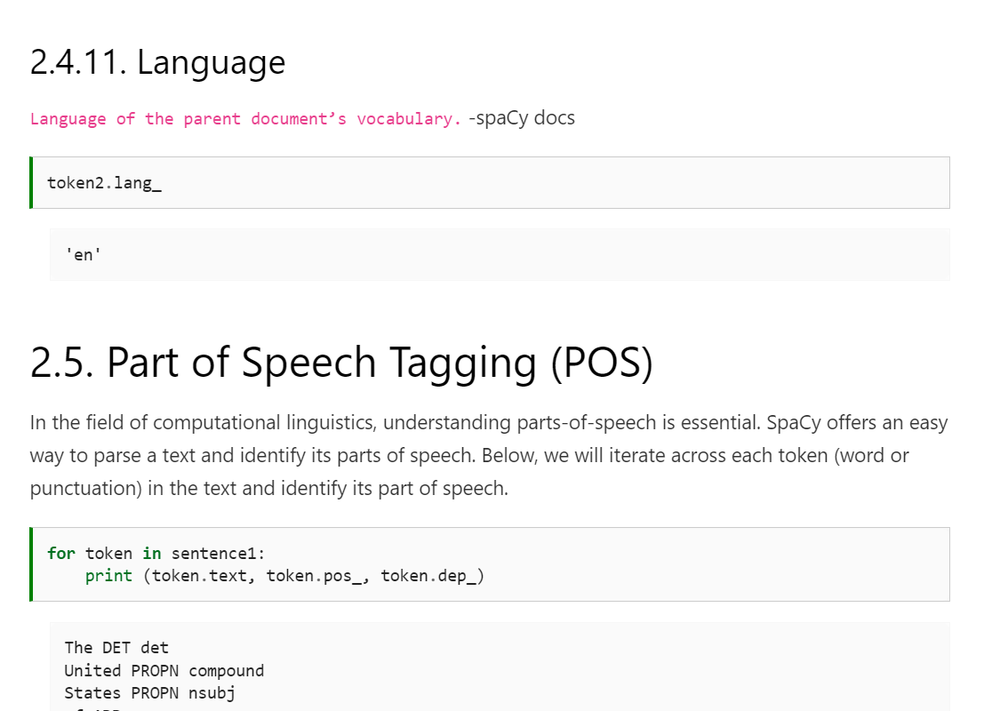 2.4.11. Language
Language of the parent document’s vocabulary. -spaCy docs
token2.lang_
'en'
2.5. Part of Speech Tagging (POS)
In the field of computational linguistics, understanding parts-of-speech is essential. SpaCy offers an easy
way to parse a text and identify its parts of speech. Below, we will iterate across each token (word or
punctuation) in the text and identify its part of speech.
for token in sentence1:
    print (token.text, token.pos_, token.dep_)
The DET det
United PROPN compound
States PROPN nsubj